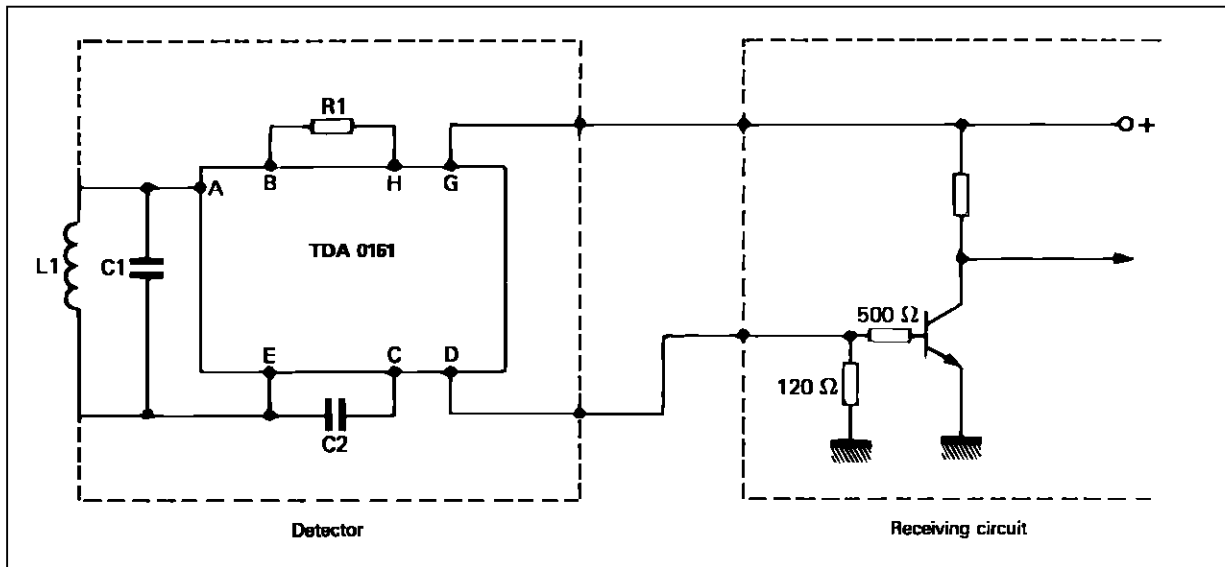 R1
B
H
G
+
A
TDA 0161
L1
C1
500 Ω
E
C
D
120 Ω
C2
Detector
Receiving circuit